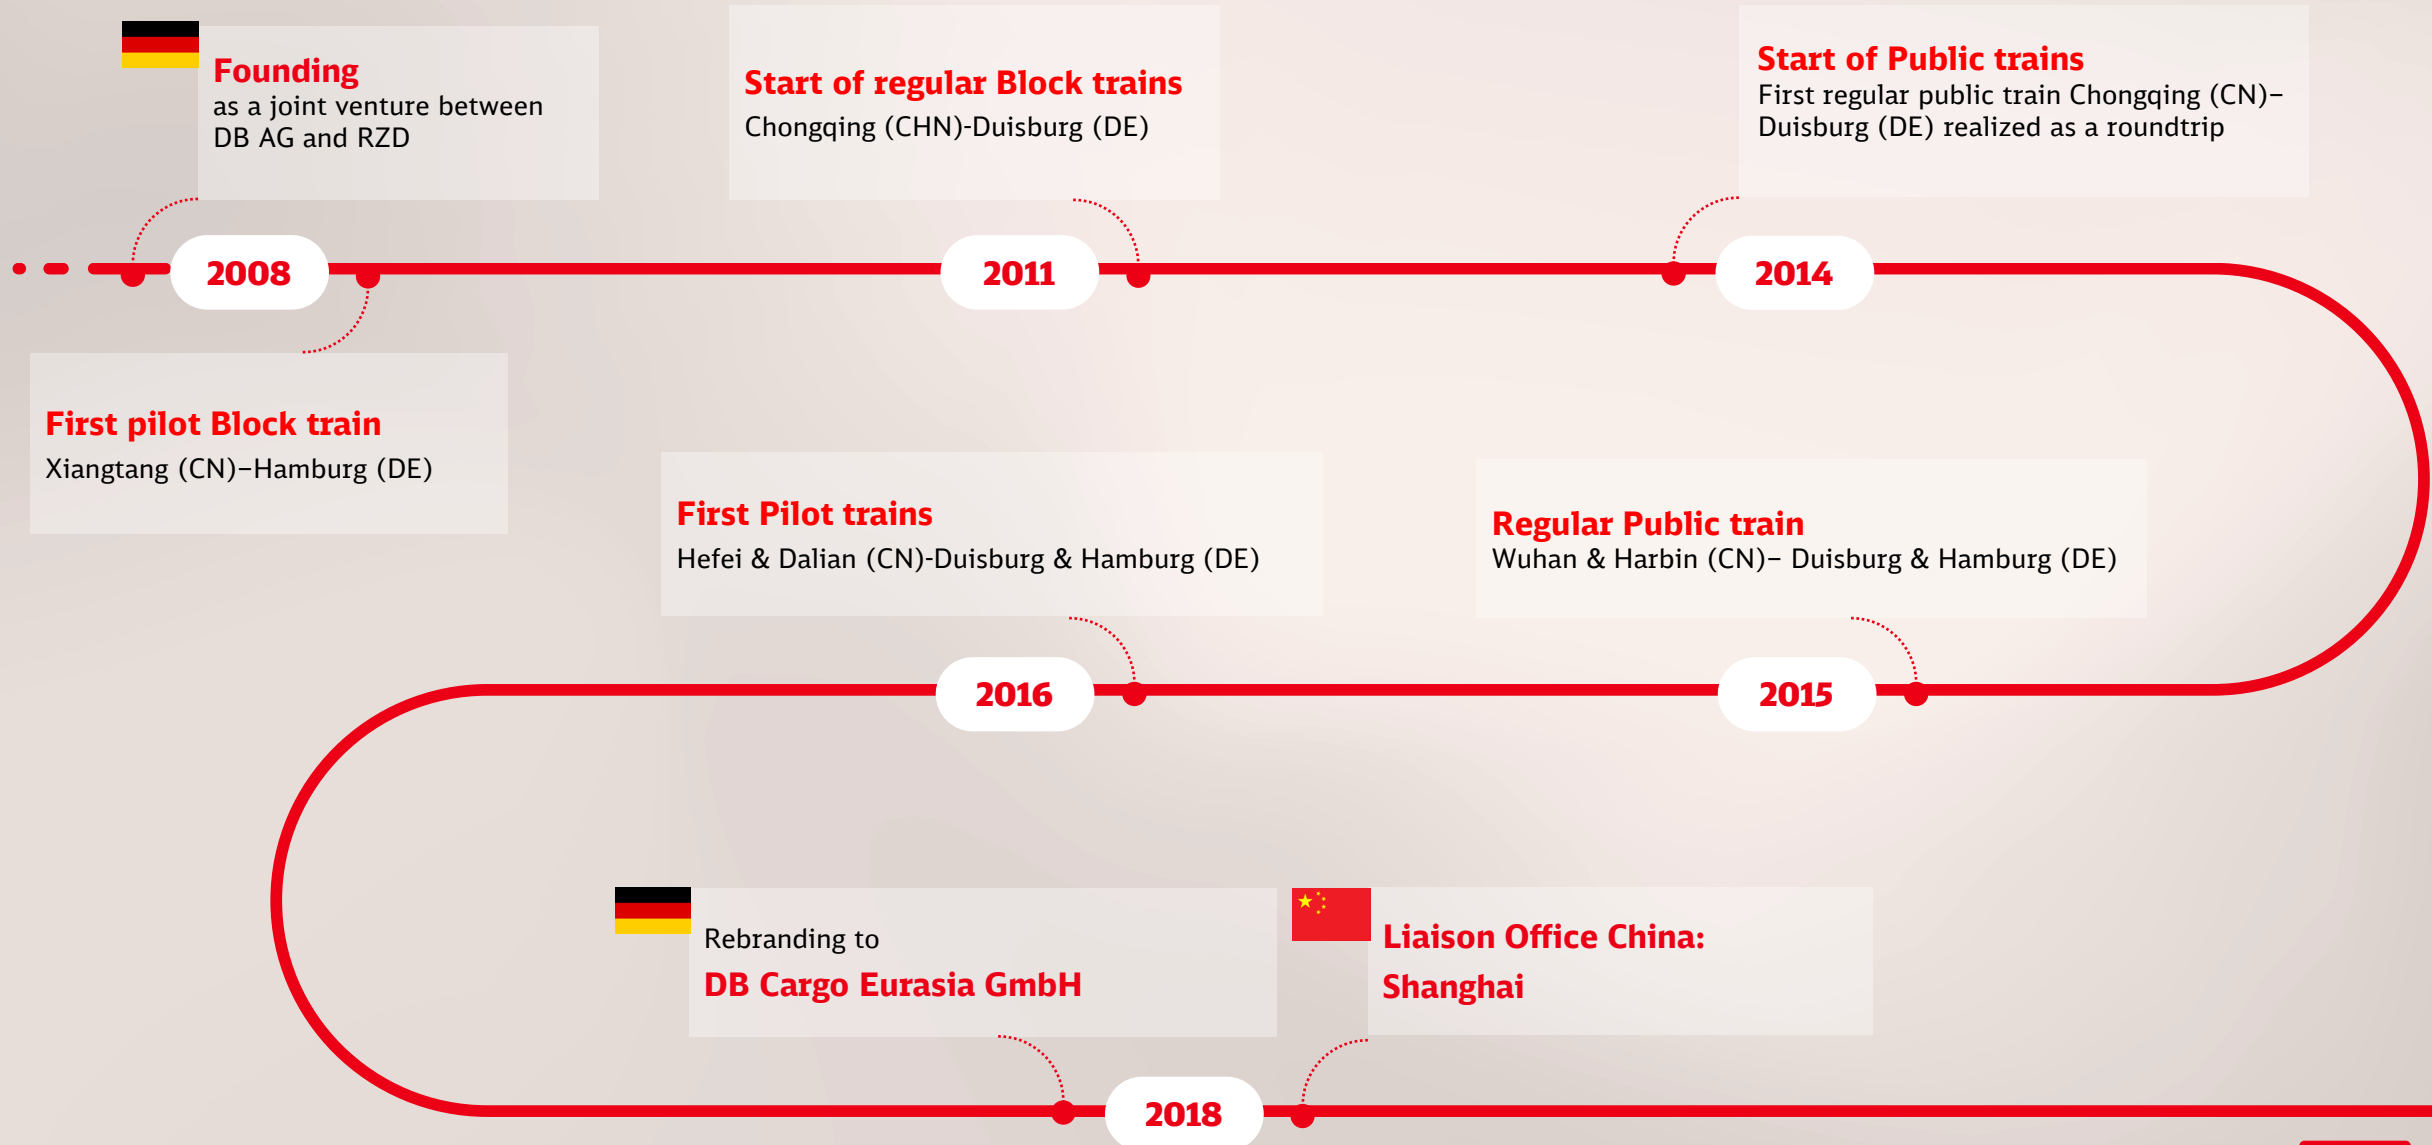 Founding
as a joint venture between
DB AG and RZD
Start of regular Block trains
Chongqing (CHN)-Duisburg (DE)
Start of Public trains
First regular public train Chongqing (CN)–
Duisburg (DE) realized as a roundtrip
2008
2011
2014
First pilot Block train
Xiangtang (CN)–Hamburg (DE)
First Pilot trains
Hefei & Dalian (CN)-Duisburg & Hamburg (DE)
Regular Public train
Wuhan & Harbin (CN)– Duisburg & Hamburg (DE)
2016
2015
Rebranding to
DB Cargo Eurasia GmbH
Liaison Office China:
Shanghai
2018